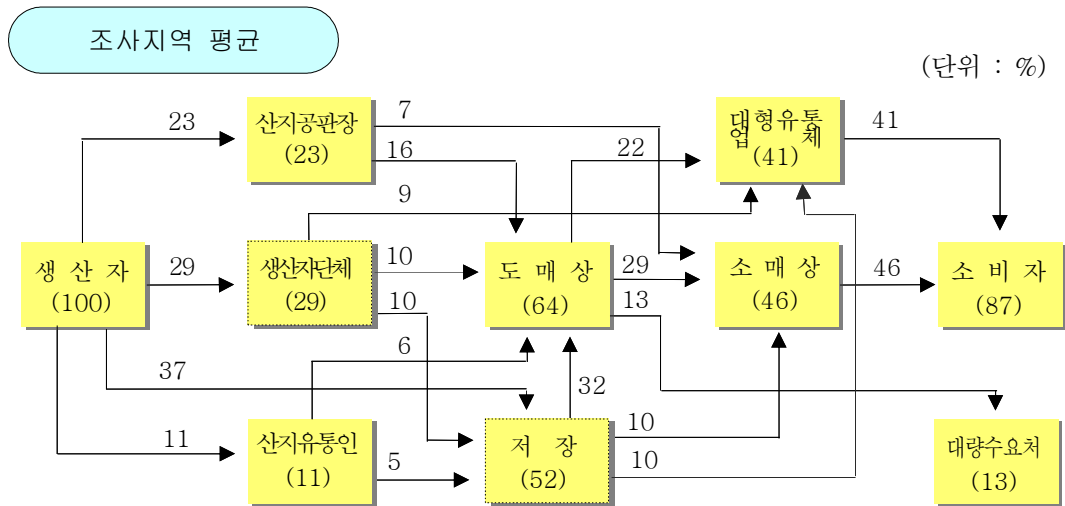 조사지역 평균
(단위 : %)
23
산지공판장
(23)
7
16
22
대형유통
업 체
(41)
41
9
생 산 자
(100)
29
생산자단체
(29)
10
10
도 매 상
(64)
29
13
소 매 상
(46)
46
소 비 자
(87)
6
37
32
11
산지유통인
(11)
5
저 장
(52)
10
10
대량수요처
(13)